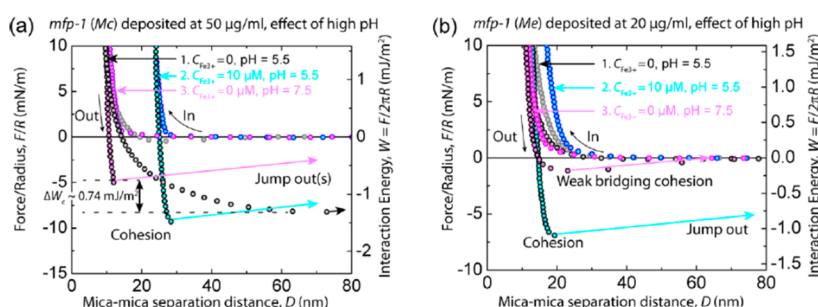 (a) mfp-1 (Mc) deposited at 50 μg/ml, effect of high pH
Force/Radius, F/R (mN/m)
10
5
0
-5
-10
-15
1. C Fe3+ =0, pH = 5.5
2. C Fe3+ = 10 μM, pH = 5.5
3. C Fe3+ = 0 μM, pH = 7.5
Out
In
Jump out(s)
ΔWc ~ 0.74 mJ/m²
Cohesion
1
0
-1
-2
Interaction Energy, W = F/2πR (mJ/m²)
0 20 40 60 80
Mica-mica separation distance, D (nm)
(b) mfp-1 (Me) deposited at 20 μg/ml, effect of high pH
Force/Radius, F/R (mN/m)
10
5
0
-5
-10
1. C Fe3+ =0, pH = 5.5
2. C Fe3+ = 10 μM, pH = 5.5
3. C Fe3+ = 0 μM, pH = 7.5
Out
In
Weak bridging cohesion
Jump out
Cohesion
1.5
1.0
0.5
0.0
-0.5
-1.0
-1.5
Interaction Energy, W = F/2πR (mJ/m²)
0 20 40 60 80
Mica-mica separation distance, D (nm)